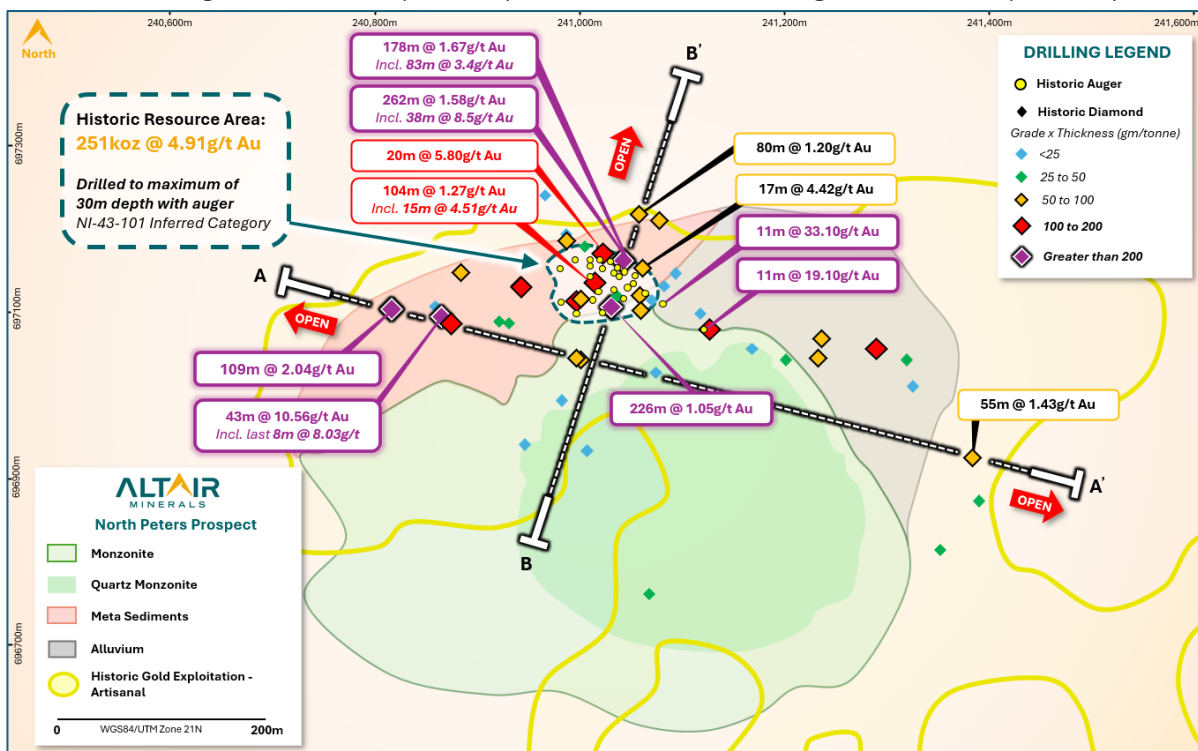 240,600m
240,800m
241,000m
241,200m
241,400m
241,600m
North
697300m
697100m
696900m
696700m
Historic Resource Area:
251koz @ 4.91g/t Au
Drilled to maximum of
30m depth with auger
NI-43-101 Inferred Category
178m @ 1.67g/t Au
Incl. 83m @ 3.4g/t Au
262m @ 1.58g/t Au
Incl. 38m @ 8.5g/t Au
20m @ 5.80g/t Au
104m @ 1.27g/t Au
Incl. 15m @ 4.51g/t Au
B'
OPEN
80m @ 1.20g/t Au
17m @ 4.42g/t Au
11m @ 33.10g/t Au
11m @ 19.10g/t Au
DRILLING LEGEND
Historic Auger
Historic Diamond
Grade x Thickness (gm/tonne)
<25
25 to 50
50 to 100
100 to 200
Greater than 200
A
OPEN
109m @ 2.04g/t Au
43m @ 10.56g/t Au
Incl. last 8m @ 8.03g/t
226m @ 1.05g/t Au
55m @ 1.43g/t Au
A'
OPEN
B
ALTAIR
MINERALS
North Peters Prospect
Monzonite
Quartz Monzonite
Meta Sediments
Alluvium
Historic Gold Exploitation -
Artisanal
0 WGS84/UTM Zone 21N 200m